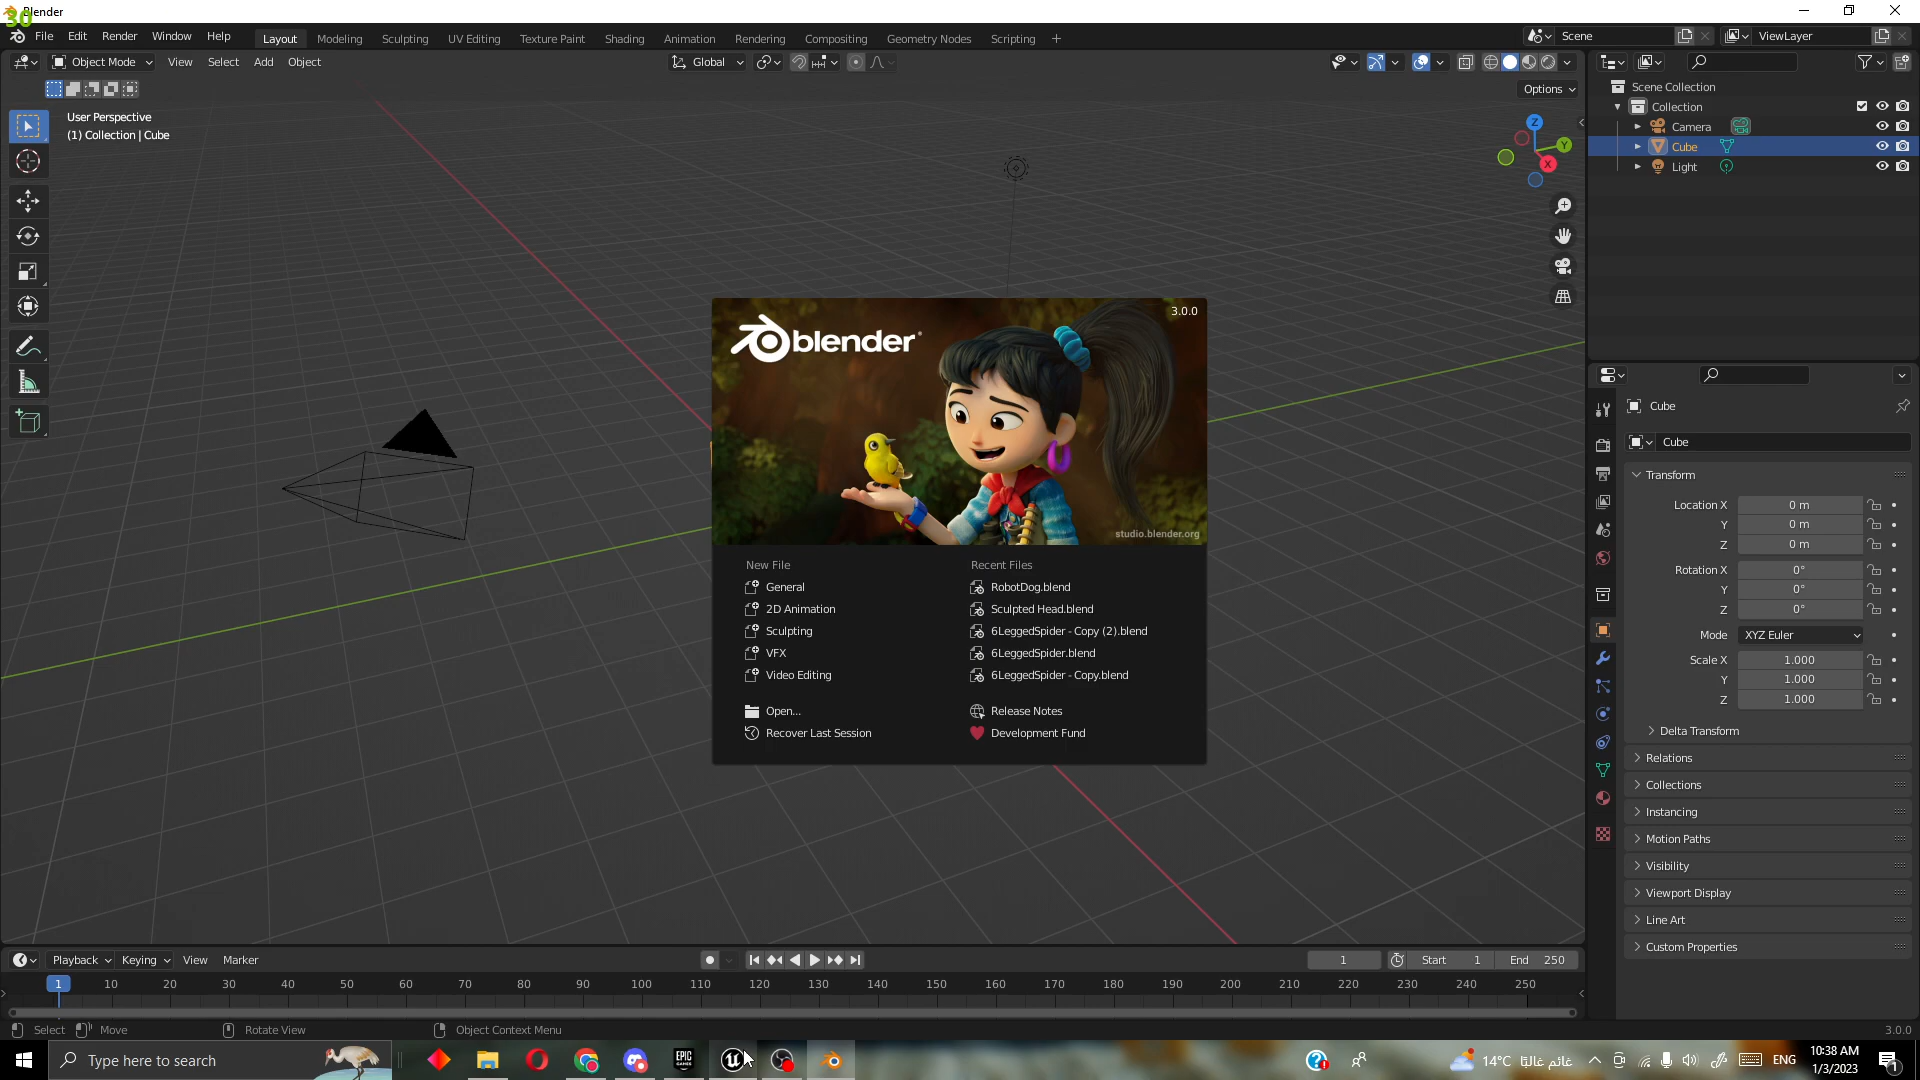 Blender
30
File Edit Render Window Help Layout Modeling Sculpting UV Editing Texture Paint Shading Animation Rendering Compositing Geometry Nodes Scripting + Scene ViewLayer
Object Mode View Select Add Object Global
Options
User Perspective
(1) Collection | Cube
Z
Y
X
Scene Collection
Collection
Camera
Cube
Light
Cube
Cube
Transform
Location X 0 m
Y 0 m
Z 0 m
Rotation X 0°
Y 0°
Z 0°
Mode XYZ Euler
Scale X 1.000
Y 1.000
Z 1.000
Delta Transform
Relations
Collections
Instancing
Motion Paths
Visibility
Viewport Display
Line Art
Custom Properties
3.0.0
blender
studio.blender.org
New File
General
2D Animation
Sculpting
VFX
Video Editing
Open...
Recover Last Session
Recent Files
RobotDog.blend
Sculpted Head.blend
6LeggedSpider - Copy (2).blend
6LeggedSpider.blend
6LeggedSpider - Copy.blend
Release Notes
Development Fund
Playback Keying View Marker 1 Start 1 End 250
1 10 20 30 40 50 60 70 80 90 100 110 120 130 140 150 160 170 180 190 200 210 220 230 240 250
Select Move Rotate View Object Context Menu 3.0.0
Type here to search
EPIC GAMES
14°C غائم غالبًا
ENG
10:38 AM
1/3/2023
1